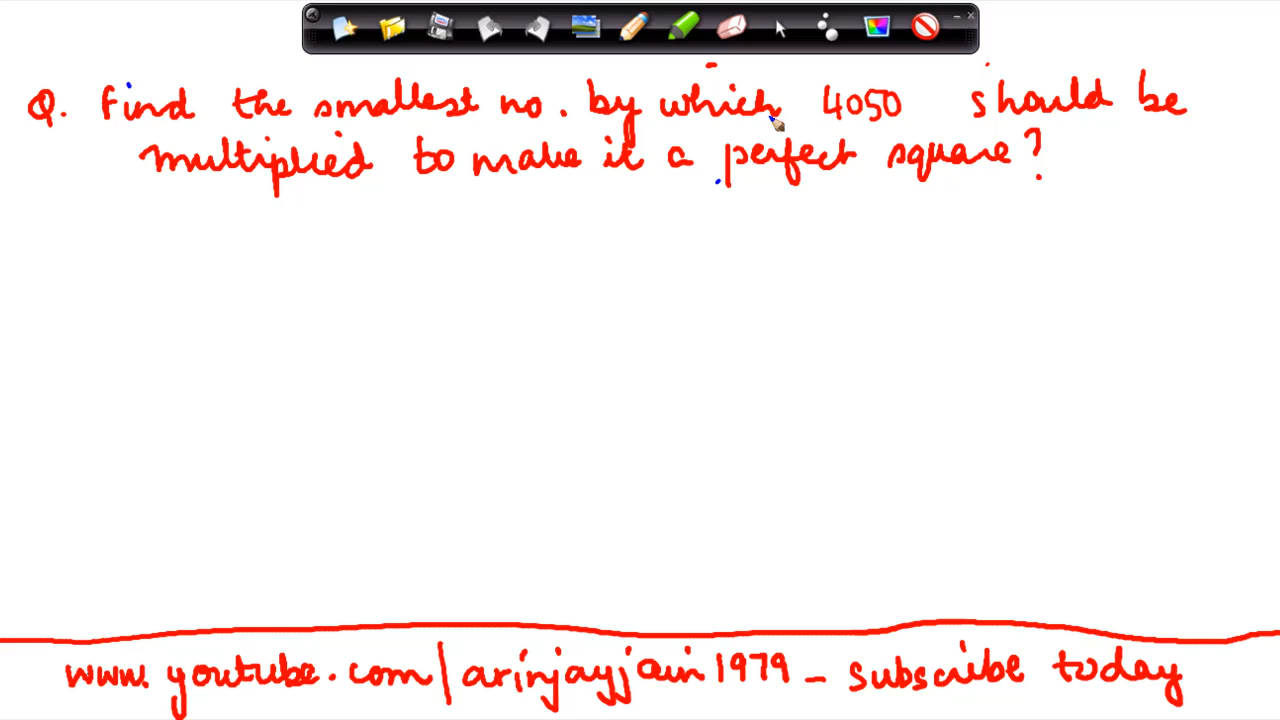 Q. Find the smallest no. by which 4050 should be
multiplied to make it a perfect square?
www.youtube.com/arinjayjain1979 - subscribe today